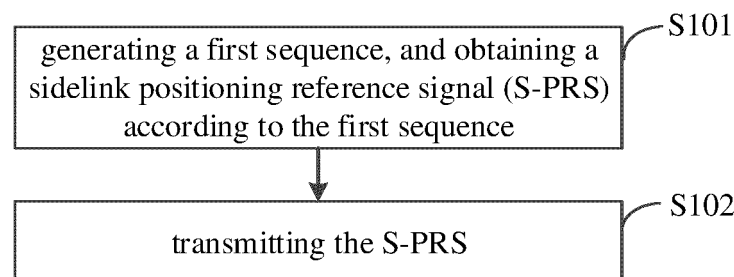 S101
generating a first sequence, and obtaining a
sidelink positioning reference signal (S-PRS)
according to the first sequence
S102
transmitting the S-PRS